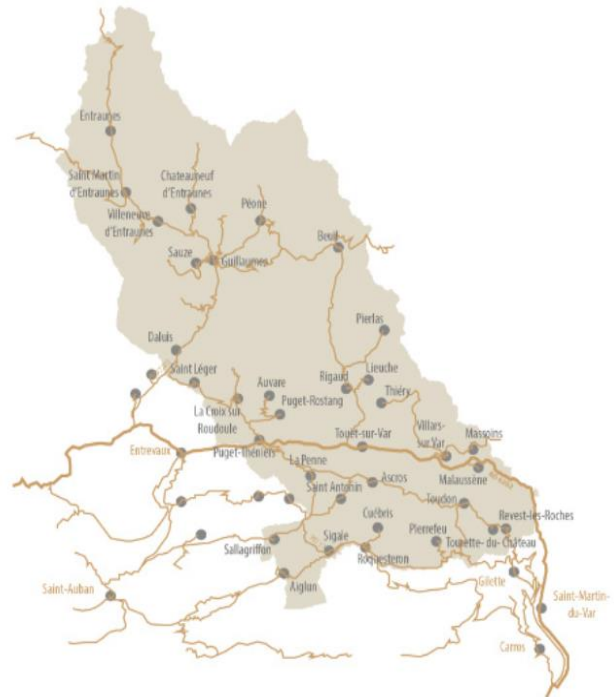 Entraunes
Saint Martin
d'Entraunes
Chateauneuf
d'Entraunes
Villeneuve
d'Entraunes
Péone
Beuil
Sauze
Guillaumes
Pierlas
Daluis
Saint Léger
Auvare
Rigaud
Lieuche
Thiéry
La Croix sur
Roudoule
Puget-Rostang
Villars-
Sur-Var
Massoins
Touët-sur-Var
Entrevaux
Puget-Théniers
La Penne
Malaussène
Saint Antonin
Ascros
Toudon
Revest-les-Roches
Cuébris
Pierrefeu
Tourette-du-Château
Sallagriffon
Sigale
Roquesteron
Gilette
Aiglun
Saint-Auban
Saint-Martin-
du-Var
Carros